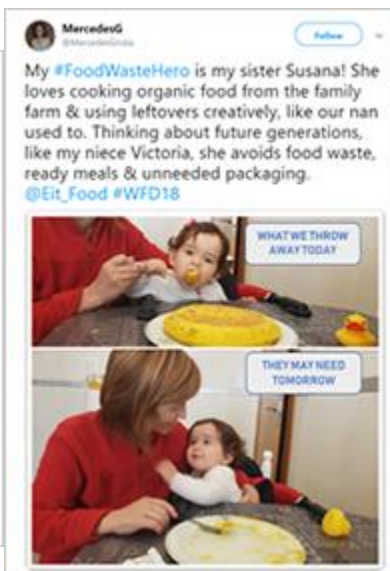 MercedesG
Follow
My #FoodWasteHero is my sister Susana! She
loves cooking organic food from the family
farm & using leftovers creatively, like our nan
used to. Thinking about future generations,
like my niece Victoria, she avoids food waste,
ready meals & unneeded packaging.
@Eit_Food #WFD18
WHAT WE THROW
AWAY TODAY
THEY MAY NEED
TOMORROW